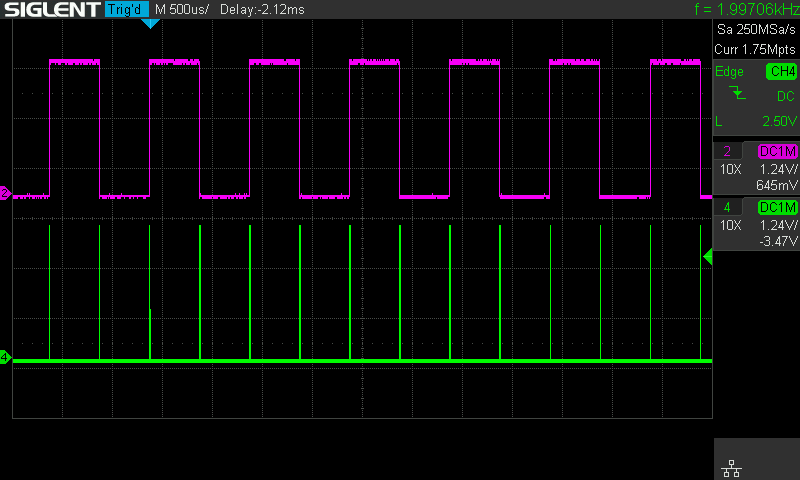 SIGLENT Trig'd M 500us/ Delay:-2.12ms f = 1.99706kHz
Sa 250MSa/s
Curr 1.75Mpts
Edge CH4
DC
L 2.50V
2 DC1M
10X 1.24V/
645mV
4 DC1M
10X 1.24V/
-3.47V
2
4